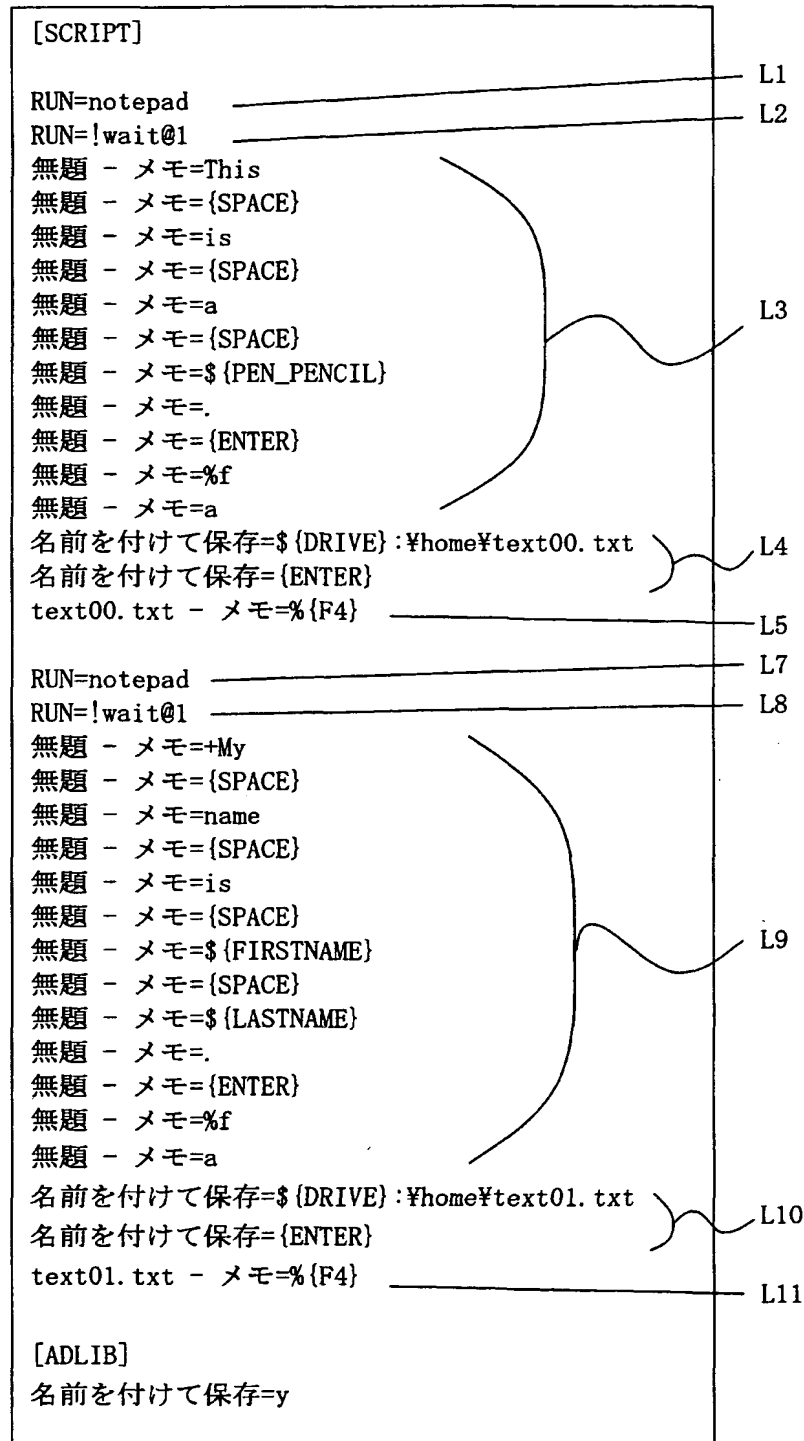 [SCRIPT]
RUN=notepad
L1
RUN=!wait@1
L2
無題 - メモ=This
無題 - メモ={SPACE}
無題 - メモ=is
無題 - メモ={SPACE}
無題 - メモ=a
L3
無題 - メモ={SPACE}
無題 - メモ=${PEN_PENCIL}
無題 - メモ=.
無題 - メモ={ENTER}
無題 - メモ=%f
無題 - メモ=a
名前を付けて保存=${DRIVE}:¥home¥text00.txt
L4
名前を付けて保存={ENTER}
text00.txt - メモ=%{F4}
L5
RUN=notepad
L7
RUN=!wait@1
L8
無題 - メモ=+My
無題 - メモ={SPACE}
無題 - メモ=name
無題 - メモ={SPACE}
無題 - メモ=is
無題 - メモ={SPACE}
無題 - メモ=${FIRSTNAME}
L9
無題 - メモ={SPACE}
無題 - メモ=${LASTNAME}
無題 - メモ=.
無題 - メモ={ENTER}
無題 - メモ=%f
無題 - メモ=a
名前を付けて保存=${DRIVE}:¥home¥text01.txt
L10
名前を付けて保存={ENTER}
text01.txt - メモ=%{F4}
L11
[ADLIB]
名前を付けて保存=y